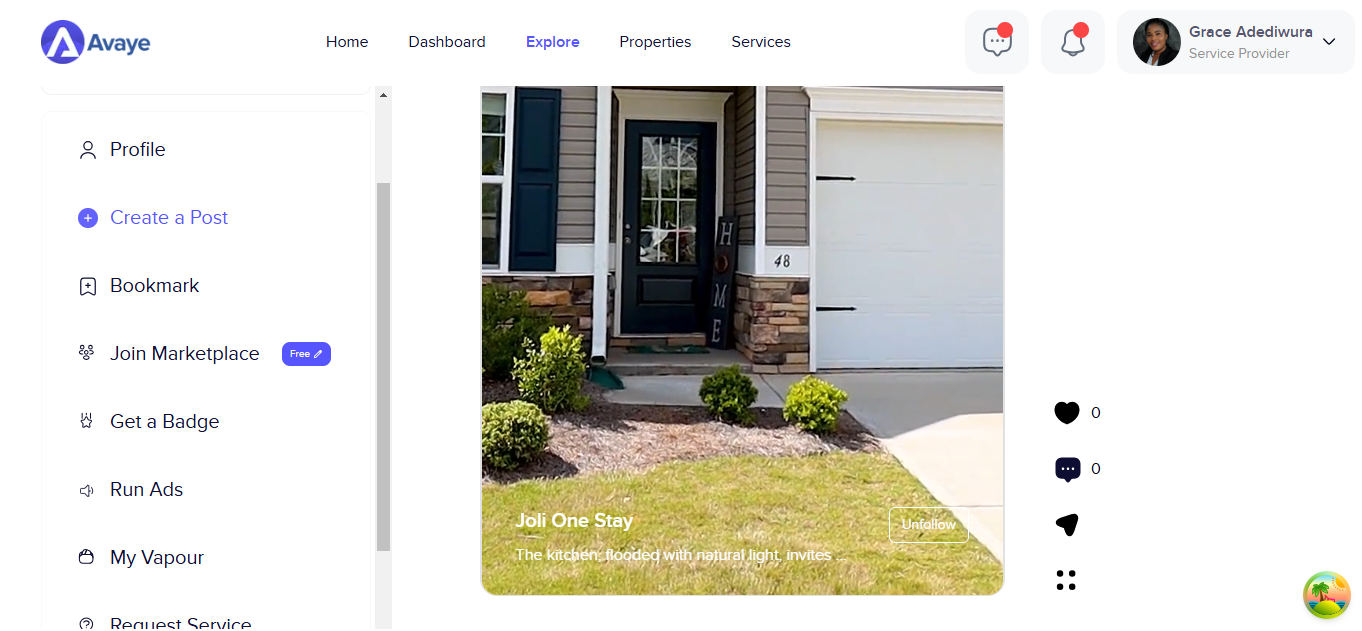 Avaye
Home
Dashboard
Explore
Properties
Services
Grace Adediwura
Service Provider
Profile
Create a Post
Bookmark
Join Marketplace
Free
Get a Badge
Run Ads
My Vapour
Request Service
HOME
48
Joli One Stay
Unfollow
The kitchen, flooded with natural light, invites ...
0
0